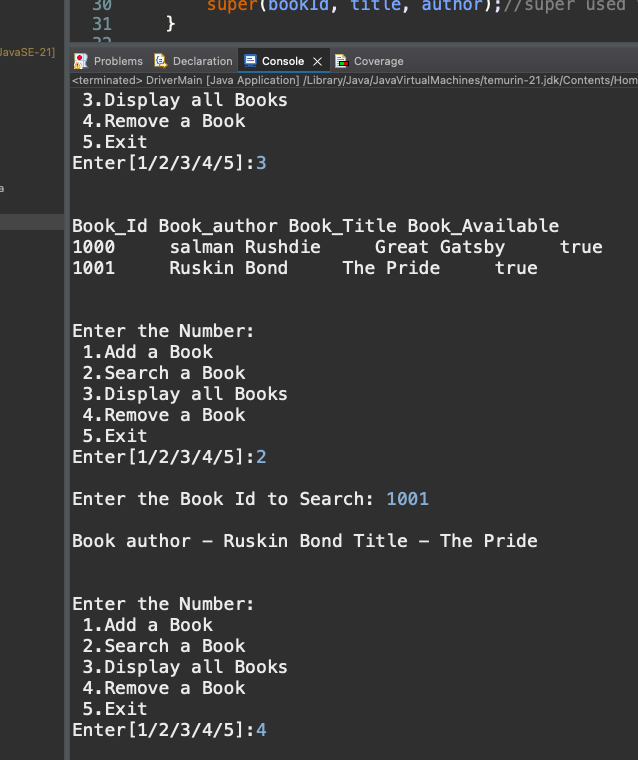 30 super(bookId, title, author);//super used
31 }
JavaSE-21]
Problems Declaration Console Coverage
<terminated> DriverMain [Java Application] /Library/Java/JavaVirtualMachines/temurin-21.jdk/Contents/Hom
3.Display all Books
4.Remove a Book
5.Exit
Enter[1/2/3/4/5]:3
a
Book_Id Book_author Book_Title Book_Available
1000 salman Rushdie Great Gatsby true
1001 Ruskin Bond The Pride true
Enter the Number:
1.Add a Book
2.Search a Book
3.Display all Books
4.Remove a Book
5.Exit
Enter[1/2/3/4/5]:2
Enter the Book Id to Search: 1001
Book author – Ruskin Bond Title – The Pride
Enter the Number:
1.Add a Book
2.Search a Book
3.Display all Books
4.Remove a Book
5.Exit
Enter[1/2/3/4/5]:4